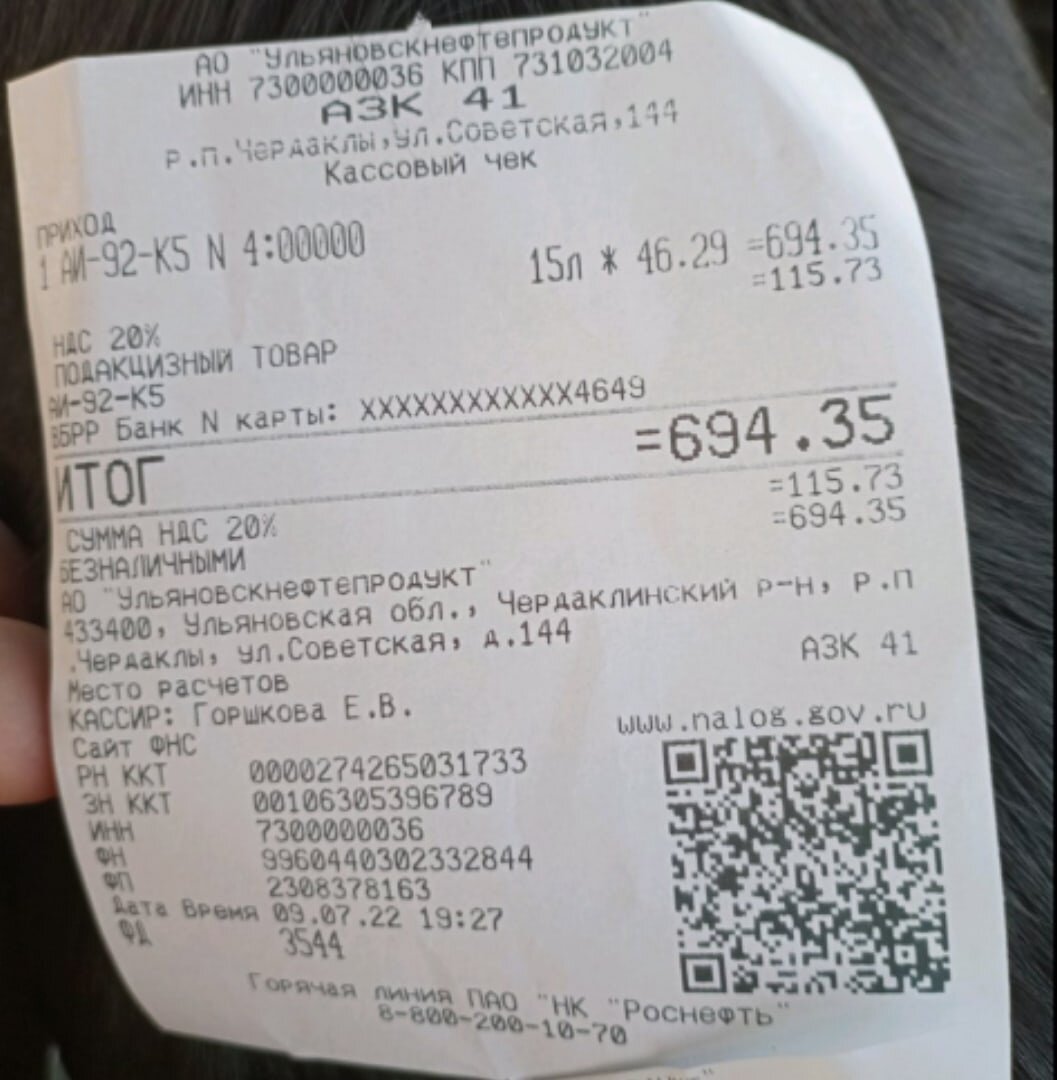 АО "Ульяновскнефтепродукт"
ИНН 7300000036 КПП 731032004
АЗК 41
р.п.Чердаклы,ул.Советская,144
Кассовый чек
ПРИХОД
1 АИ-92-К5 N 4:00000
15л * 46.29 =694.35
=115.73
НДС 20%
ПОДАКЦИЗНЫЙ ТОВАР
АИ-92-К5
ВБРР Банк N карты: XXXXXXXXXXXX4649
ИТОГ =694.35
СУММА НДС 20% =115.73
БЕЗНАЛИЧНЫМИ =694.35
АО "Ульяновскнефтепродукт"
433400, Ульяновская обл., Чердаклинский р-н, р.п
.Чердаклы, ул.Советская, д.144
Место расчетов АЗК 41
КАССИР: Горшкова Е.В.
Сайт ФНС www.nalog.gov.ru
РН ККТ 0000274265031733
ЗН ККТ 00106305396789
ИНН 7300000036
ФН 9960440302332844
ФП 2308378163
Дата Время 09.07.22 19:27
ФД 3544
Горячая линия ПАО "НК "Роснефть"
8-800-200-10-70